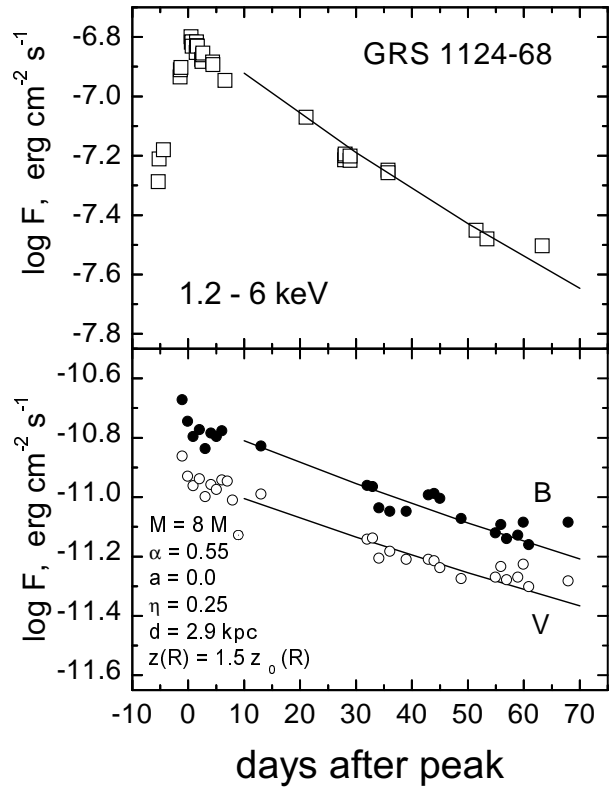 GRS 1124-68
log F, erg cm⁻² s⁻¹
-6.8
-7.0
-7.2
-7.4
-7.6
-7.8
1.2 - 6 keV
log F, erg cm⁻² s⁻¹
-10.6
-10.8
-11.0
-11.2
-11.4
-11.6
B
V
M = 8 M
α = 0.55
a = 0.0
η = 0.25
d = 2.9 kpc
z(R) = 1.5 z₀(R)
-10 0 10 20 30 40 50 60 70
days after peak